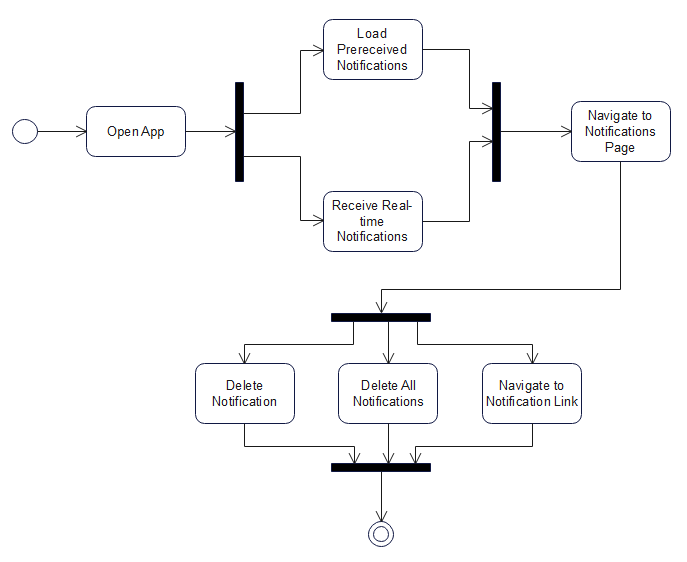 Load
Prereceived
Notifications
Open App
Navigate to
Notifications
Page
Receive Real-
time
Notifications
Delete
Notification
Delete All
Notifications
Navigate to
Notification Link